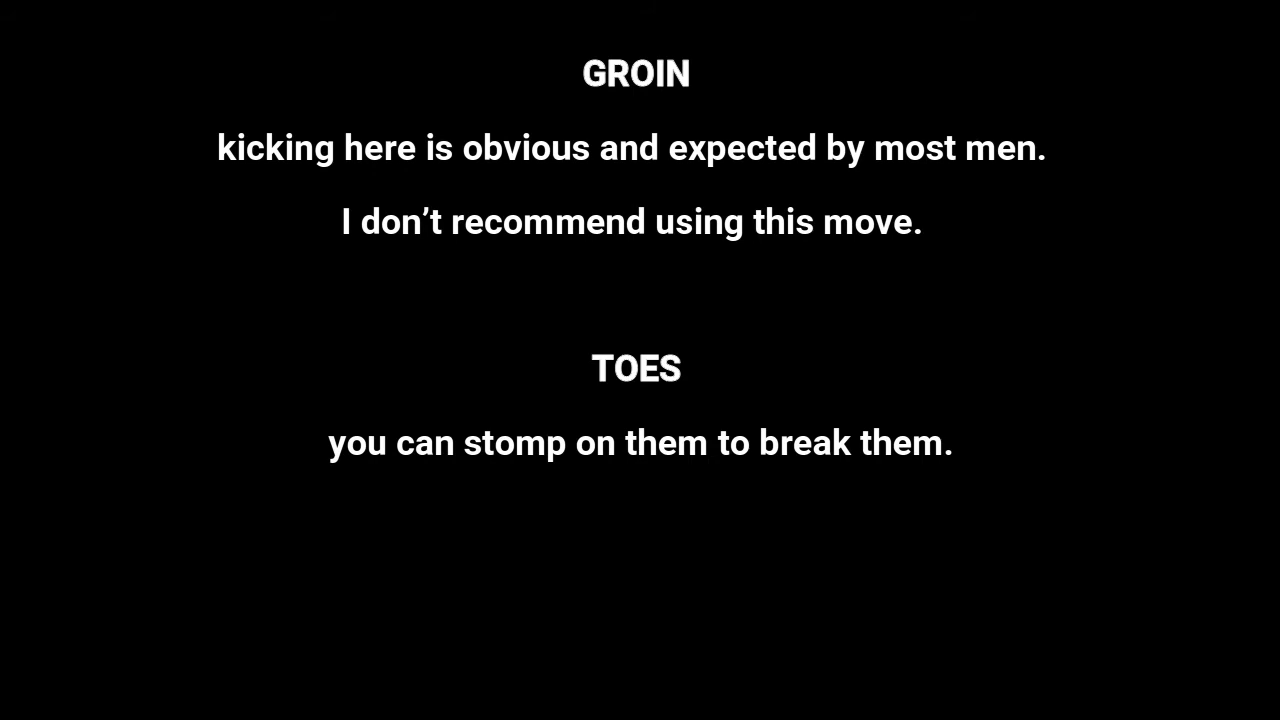 GROIN
kicking here is obvious and expected by most men.
I don’t recommend using this move.
TOES
you can stomp on them to break them.